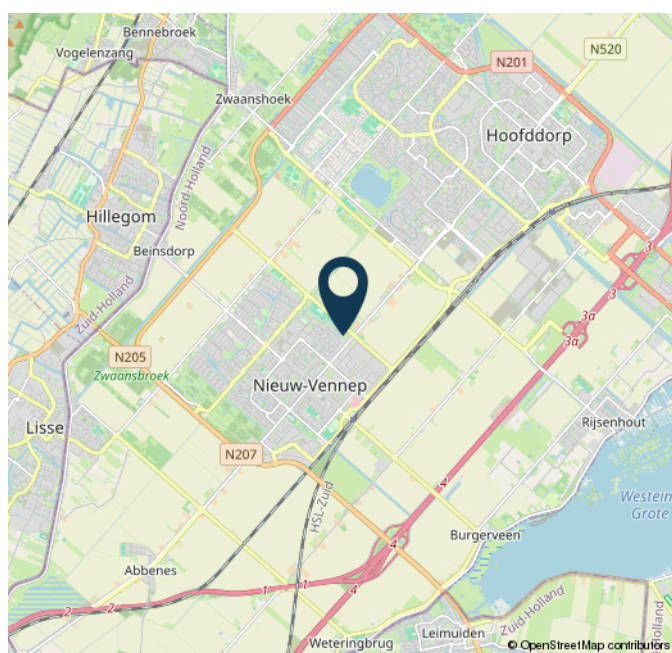 Bennebroek
Vogelenzang
N520
N201
Zwaanshoek
Hoofddorp
Noord-Holland
Hillegom
Beinsdorp
Zuid-Holland
3
3
3a
3a
N205
Zwaansbroek
Nieuw-Vennep
Lisse
Rijsenhout
N207
4
HSL-Zuid
Westein
Grote
4
Burgerveen
4
Abbenes
1
1
4
2
2
Zuid-Holland
Holland
Leimuiden
Weteringbrug
© OpenStreetMap contributors